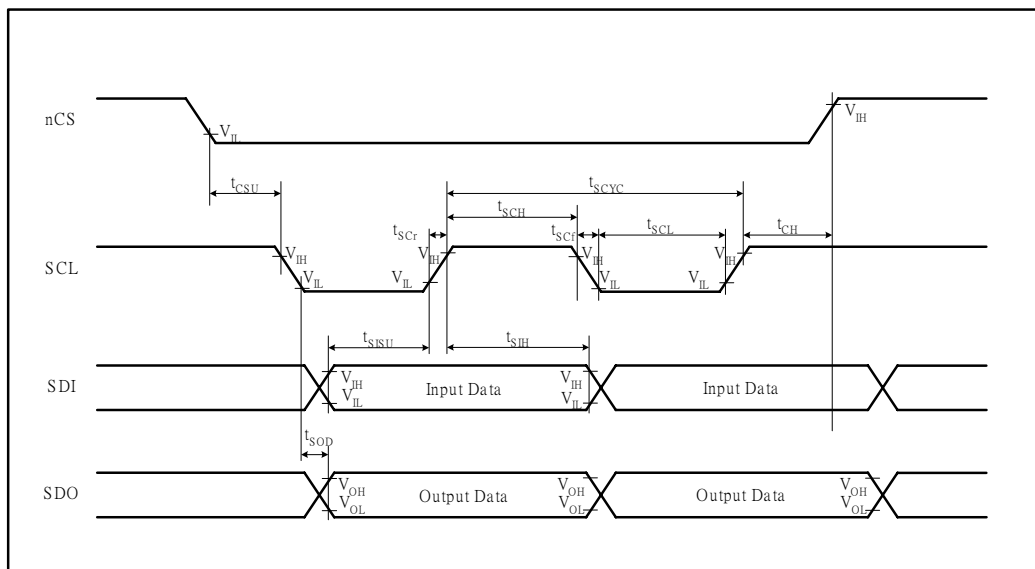 nCS
V_IL
V_IH
t_CSU
t_SCYC
t_SCH
t_SCr
t_SCf
t_SCL
t_CH
SCL
V_IH
V_IL
V_IL
V_IH
V_IH
V_IL
V_IL
V_IH
t_SISU
t_SIH
SDI
V_IH
V_IL
Input Data
V_IH
V_IL
Input Data
t_SOD
SDO
V_OH
V_OL
Output Data
V_OH
V_OL
Output Data
V_OH
V_OL